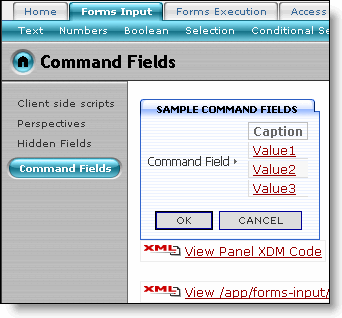 Home Forms Input Forms Execution Access
Text Numbers Boolean Selection Conditional Se
Command Fields
Client side scripts
Perspectives
Hidden Fields
Command Fields
SAMPLE COMMAND FIELDS
Caption
Command Field
Value1
Value2
Value3
OK CANCEL
XML View Panel XDM Code
XML View /app/forms-input/